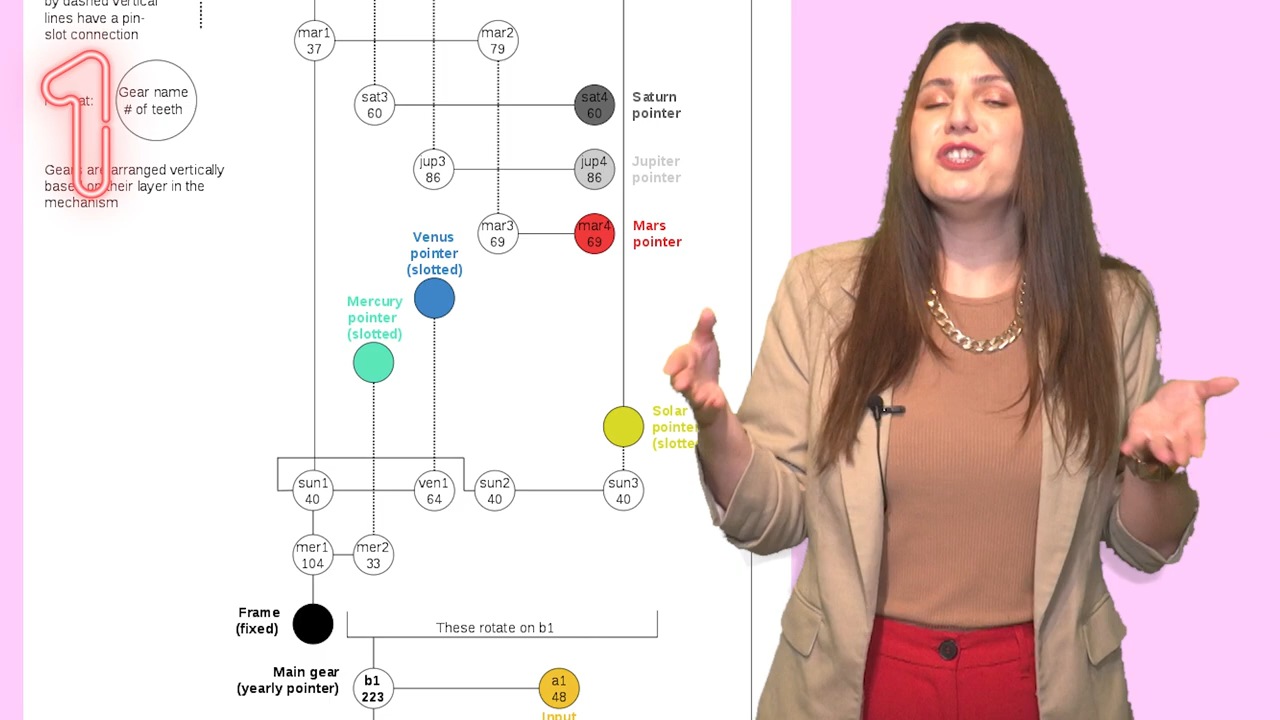 by dashed vertical
lines have a pin-
slot connection
1
at:
Gear name
# of teeth
Gears are arranged vertically
based on their layer in the
mechanism
mar1
37
mar2
79
sat3
60
sat4
60
Saturn
pointer
jup3
86
jup4
86
Jupiter
pointer
mar3
69
mar4
69
Mars
pointer
Venus
pointer
(slotted)
Mercury
pointer
(slotted)
Solar
pointer
(slotte
sun1
40
ven1
64
sun2
40
sun3
40
mer1
104
mer2
33
Frame
(fixed)
These rotate on b1
Main gear
(yearly pointer)
b1
223
a1
48
Input